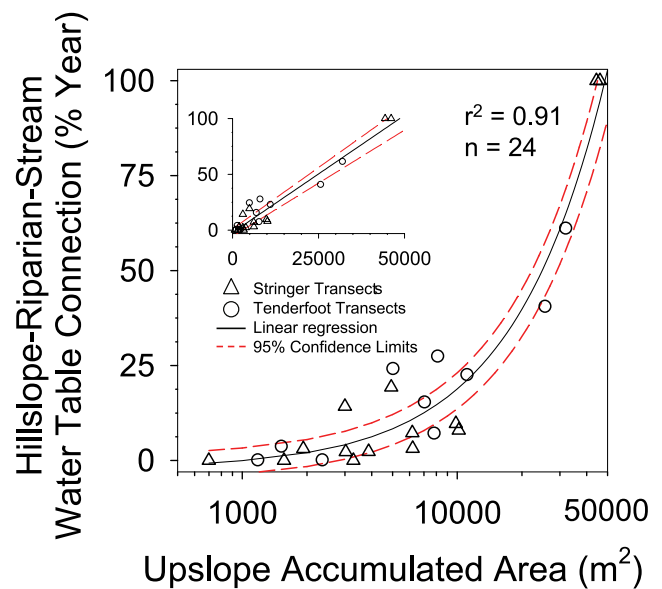 Hillslope-Riparian-Stream
Water Table Connection (% Year)
100
75
50
25
0
100
50
0
0
25000
50000
r² = 0.91
n = 24
Stringer Transects
Tenderfoot Transects
Linear regression
95% Confidence Limits
1000
10000
50000
Upslope Accumulated Area (m²)